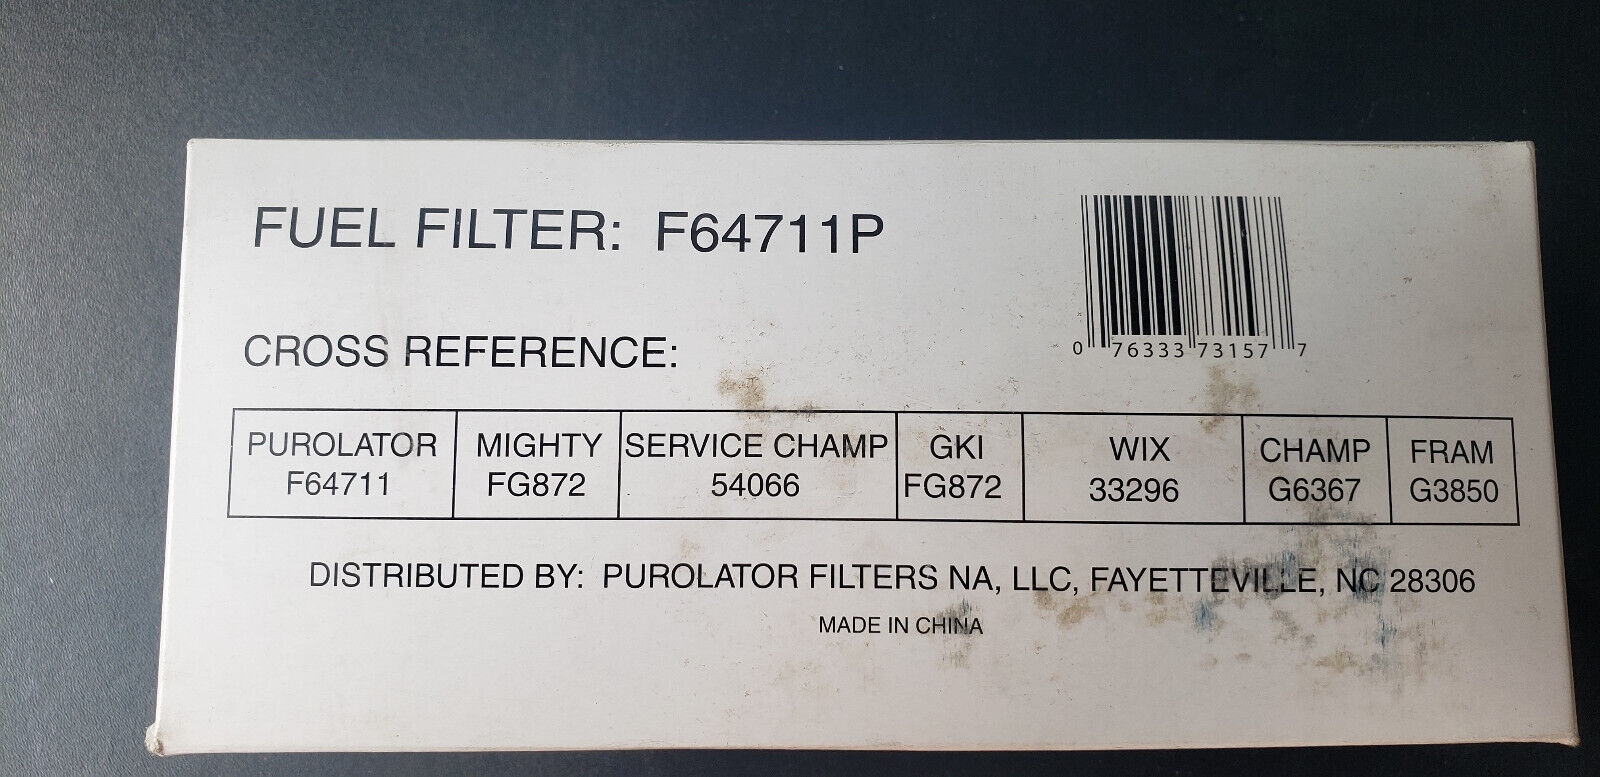 FUEL FILTER: F64711P
0 76333 73157 7
CROSS REFERENCE:
PUROLATOR MIGHTY SERVICE CHAMP GKI WIX CHAMP FRAM
F64711 FG872 54066 FG872 33296 G6367 G3850
DISTRIBUTED BY: PUROLATOR FILTERS NA, LLC, FAYETTEVILLE, NC 28306
MADE IN CHINA